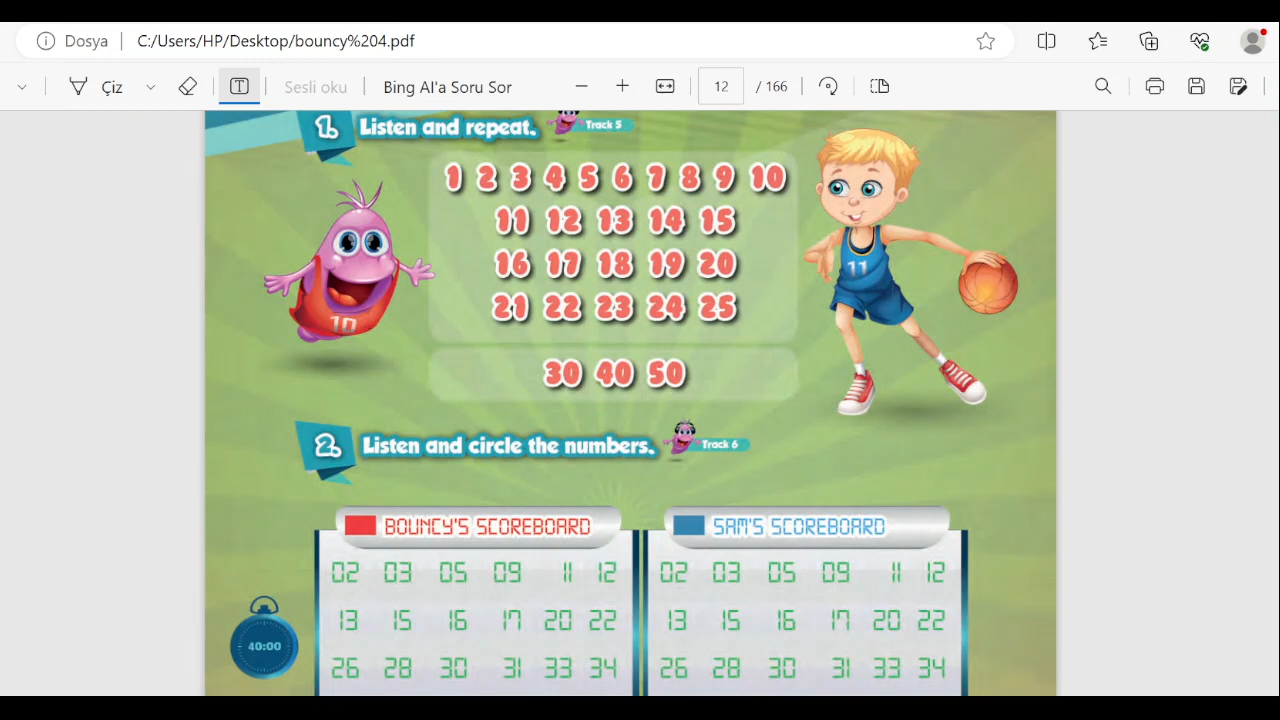 Dosya C:/Users/HP/Desktop/bouncy%204.pdf
Çiz Sesli oku Bing AI'a Soru Sor 12 / 166
1. Listen and repeat. Track 5
1 2 3 4 5 6 7 8 9 10
11 12 13 14 15
16 17 18 19 20
21 22 23 24 25
30 40 50
10
11
2. Listen and circle the numbers. Track 6
BOUNCY'S SCOREBOARD
02 03 05 09 11 12
13 15 16 17 20 22
26 28 30 31 33 34
SAM'S SCOREBOARD
02 03 05 09 11 12
13 15 16 17 20 22
26 28 30 31 33 34
40:00